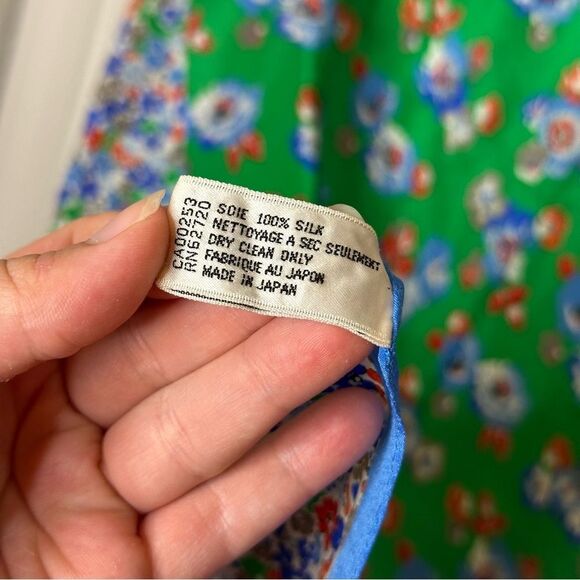 CA00253
RN62720
SOIE 100% SILK
NETTOYAGE A SEC SEULEMENT
DRY CLEAN ONLY
FABRIQUE AU JAPON
MADE IN JAPAN